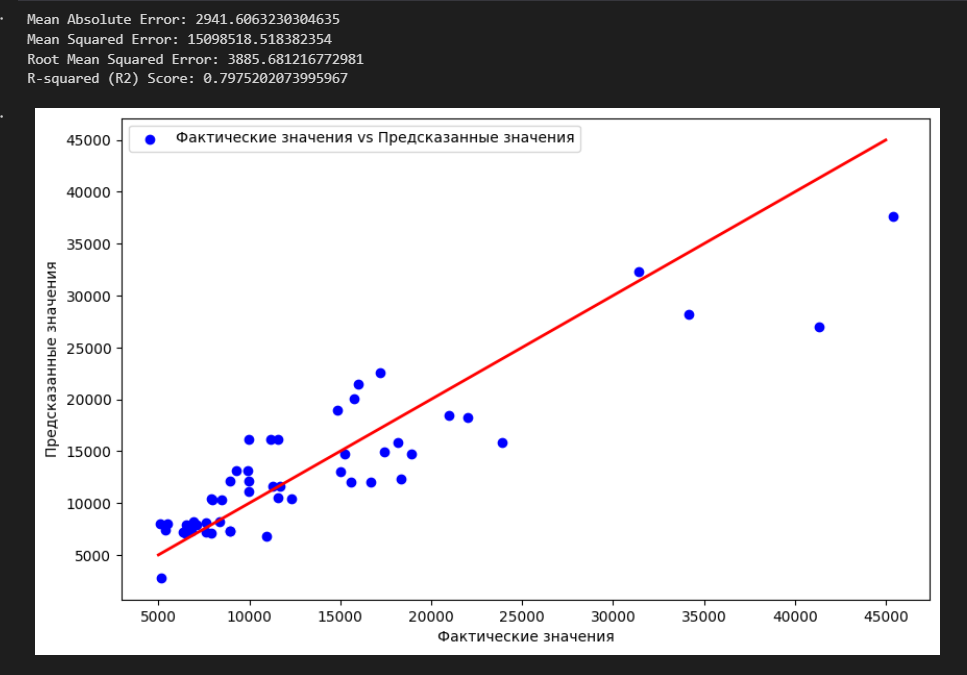 Mean Absolute Error: 2941.6063230304635
Mean Squared Error: 15098518.518382354
Root Mean Squared Error: 3885.681216772981
R-squared (R2) Score: 0.7975202073995967
Фактические значения vs Предсказанные значения
45000
40000
35000
30000
25000
20000
15000
10000
5000
Предсказанные значения
5000 10000 15000 20000 25000 30000 35000 40000 45000
Фактические значения